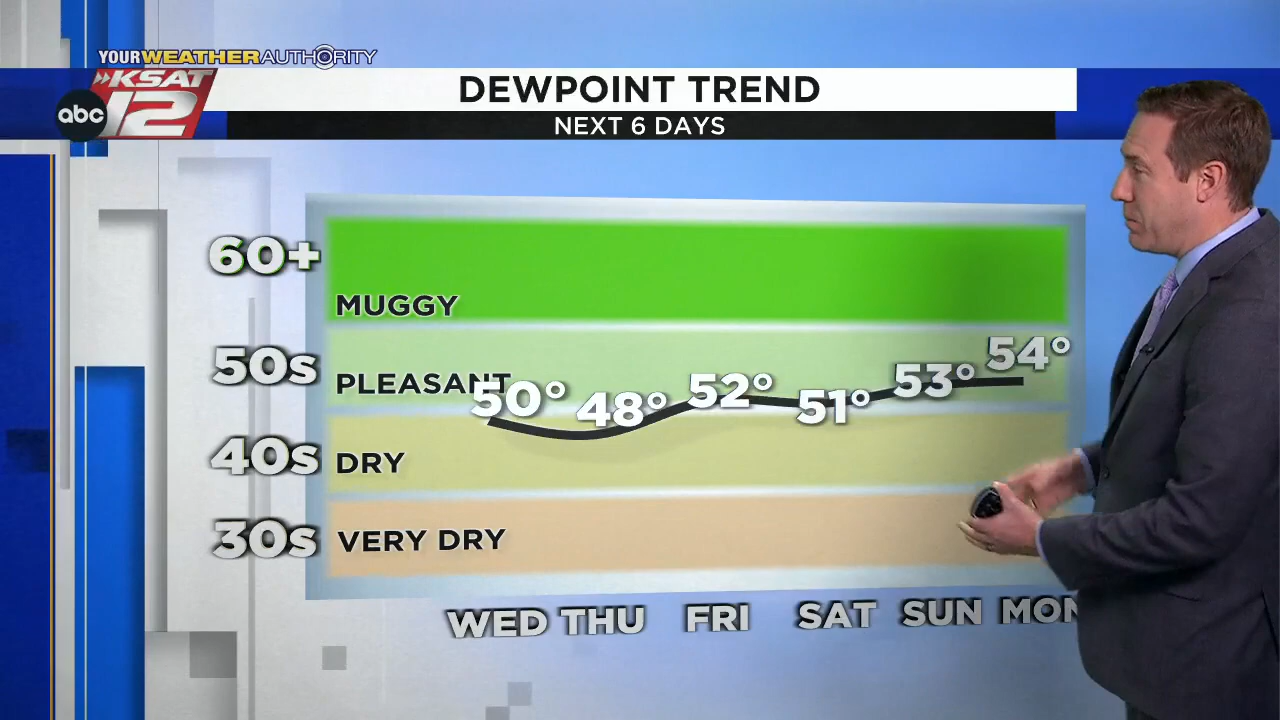 YOURWEATHERAUTHORITY
KSAT
abc 12
DEWPOINT TREND
NEXT 6 DAYS
60+
MUGGY
50s
PLEASANT
50° 48° 52° 51° 53° 54°
40s
DRY
30s
VERY DRY
WED THU FRI SAT SUN MON